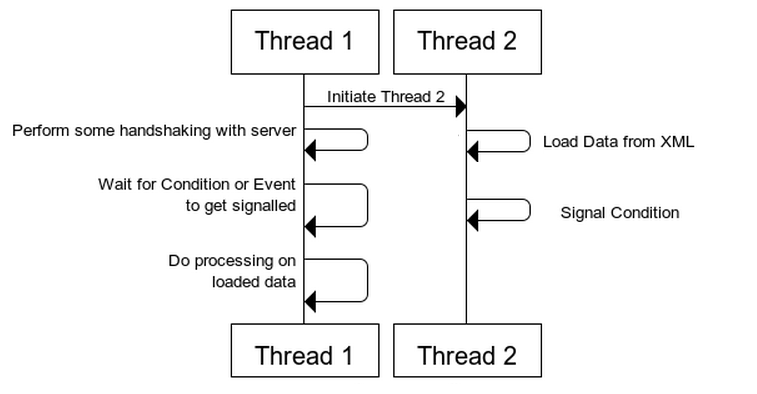 Thread 1
Thread 2
Initiate Thread 2
Perform some handshaking with server
Load Data from XML
Wait for Condition or Event
to get signalled
Signal Condition
Do processing on
loaded data
Thread 1
Thread 2